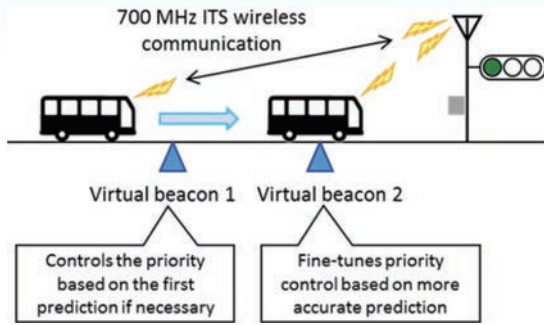 700 MHz ITS wireless
communication
Virtual beacon 1
Virtual beacon 2
Controls the priority
based on the first
prediction if necessary
Fine-tunes priority
control based on more
accurate prediction